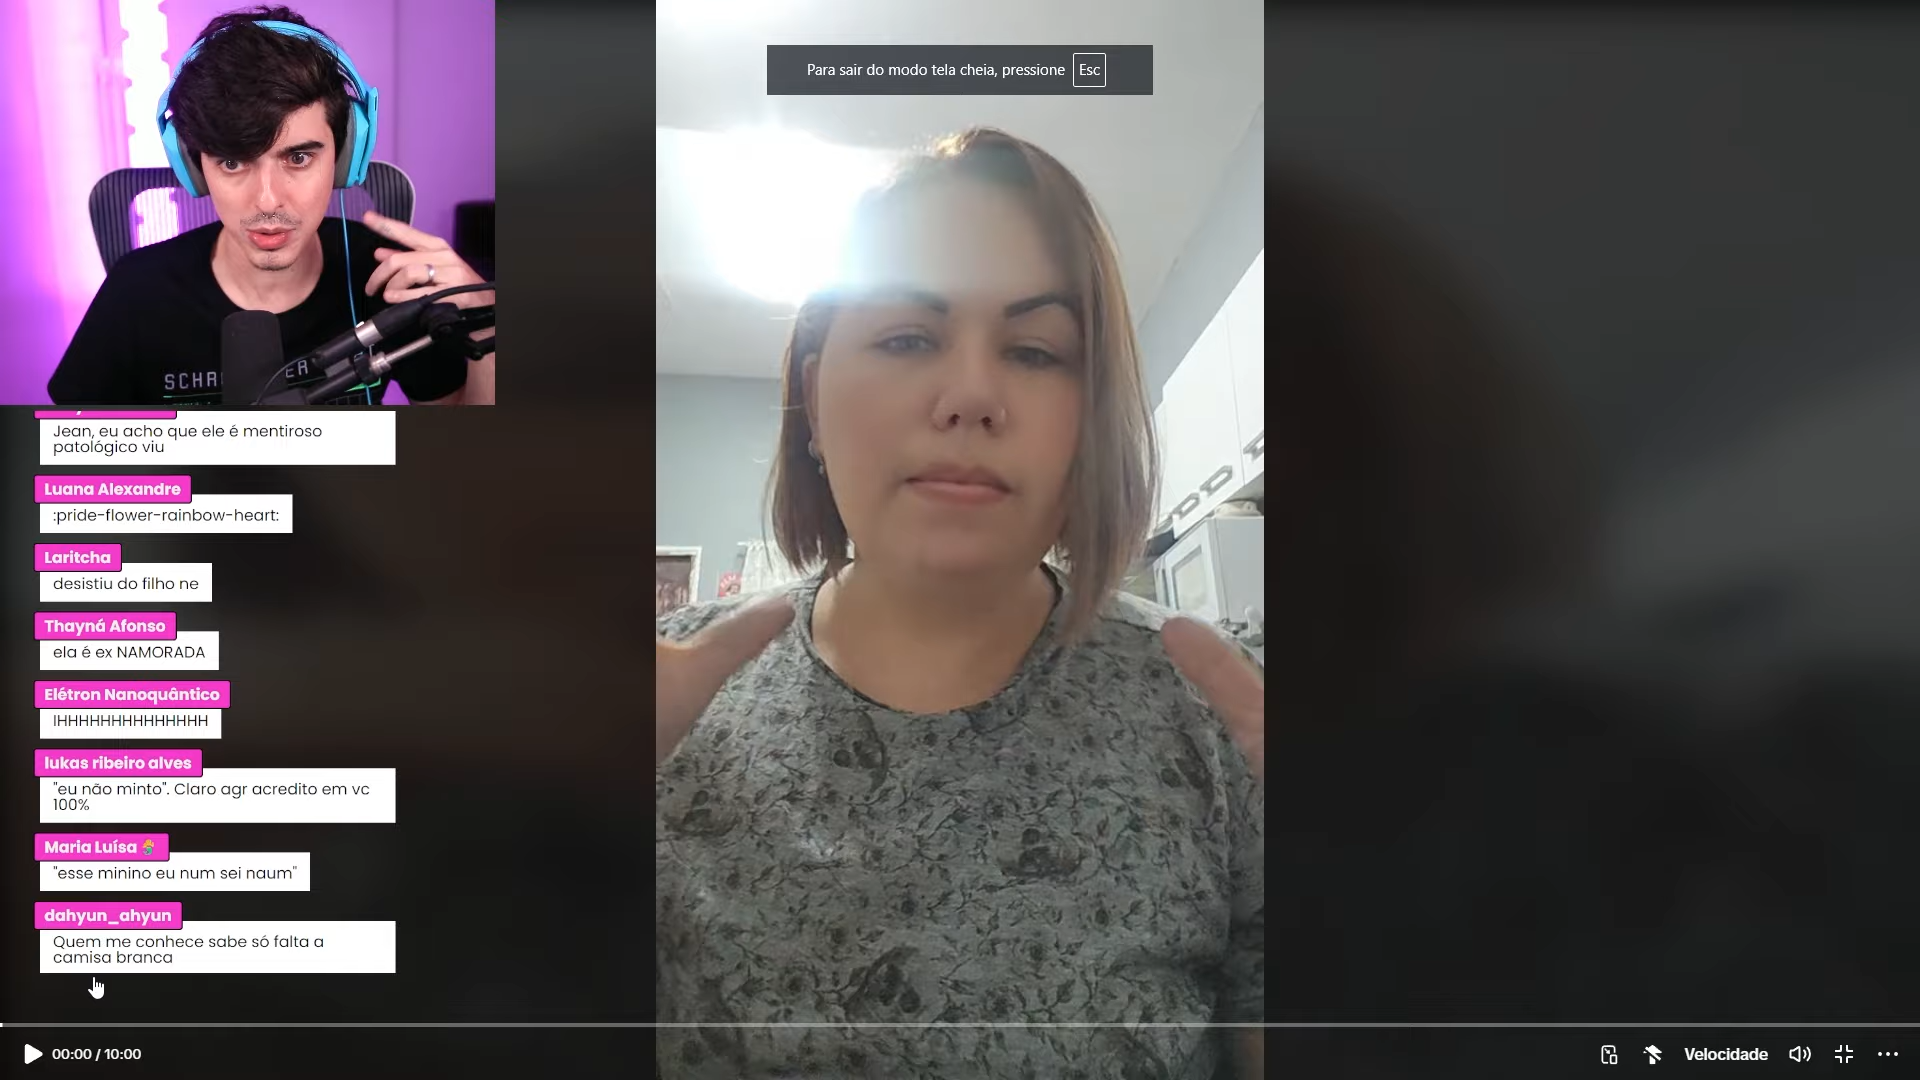 Para sair do modo tela cheia, pressione Esc
SCHR
ER
Jean, eu acho que ele é mentiroso
patológico viu
Luana Alexandre
:pride-flower-rainbow-heart:
Laritcha
desistiu do filho ne
Thayná Afonso
ela é ex NAMORADA
Elétron Nanoquântico
IHHHHHHHHHHHHHH
lukas ribeiro alves
"eu não minto". Claro agr acredito em vc
100%
Maria Luísa
"esse minino eu num sei naum"
dahyun_ahyun
Quem me conhece sabe só falta a
camisa branca
00:00 / 10:00
Velocidade